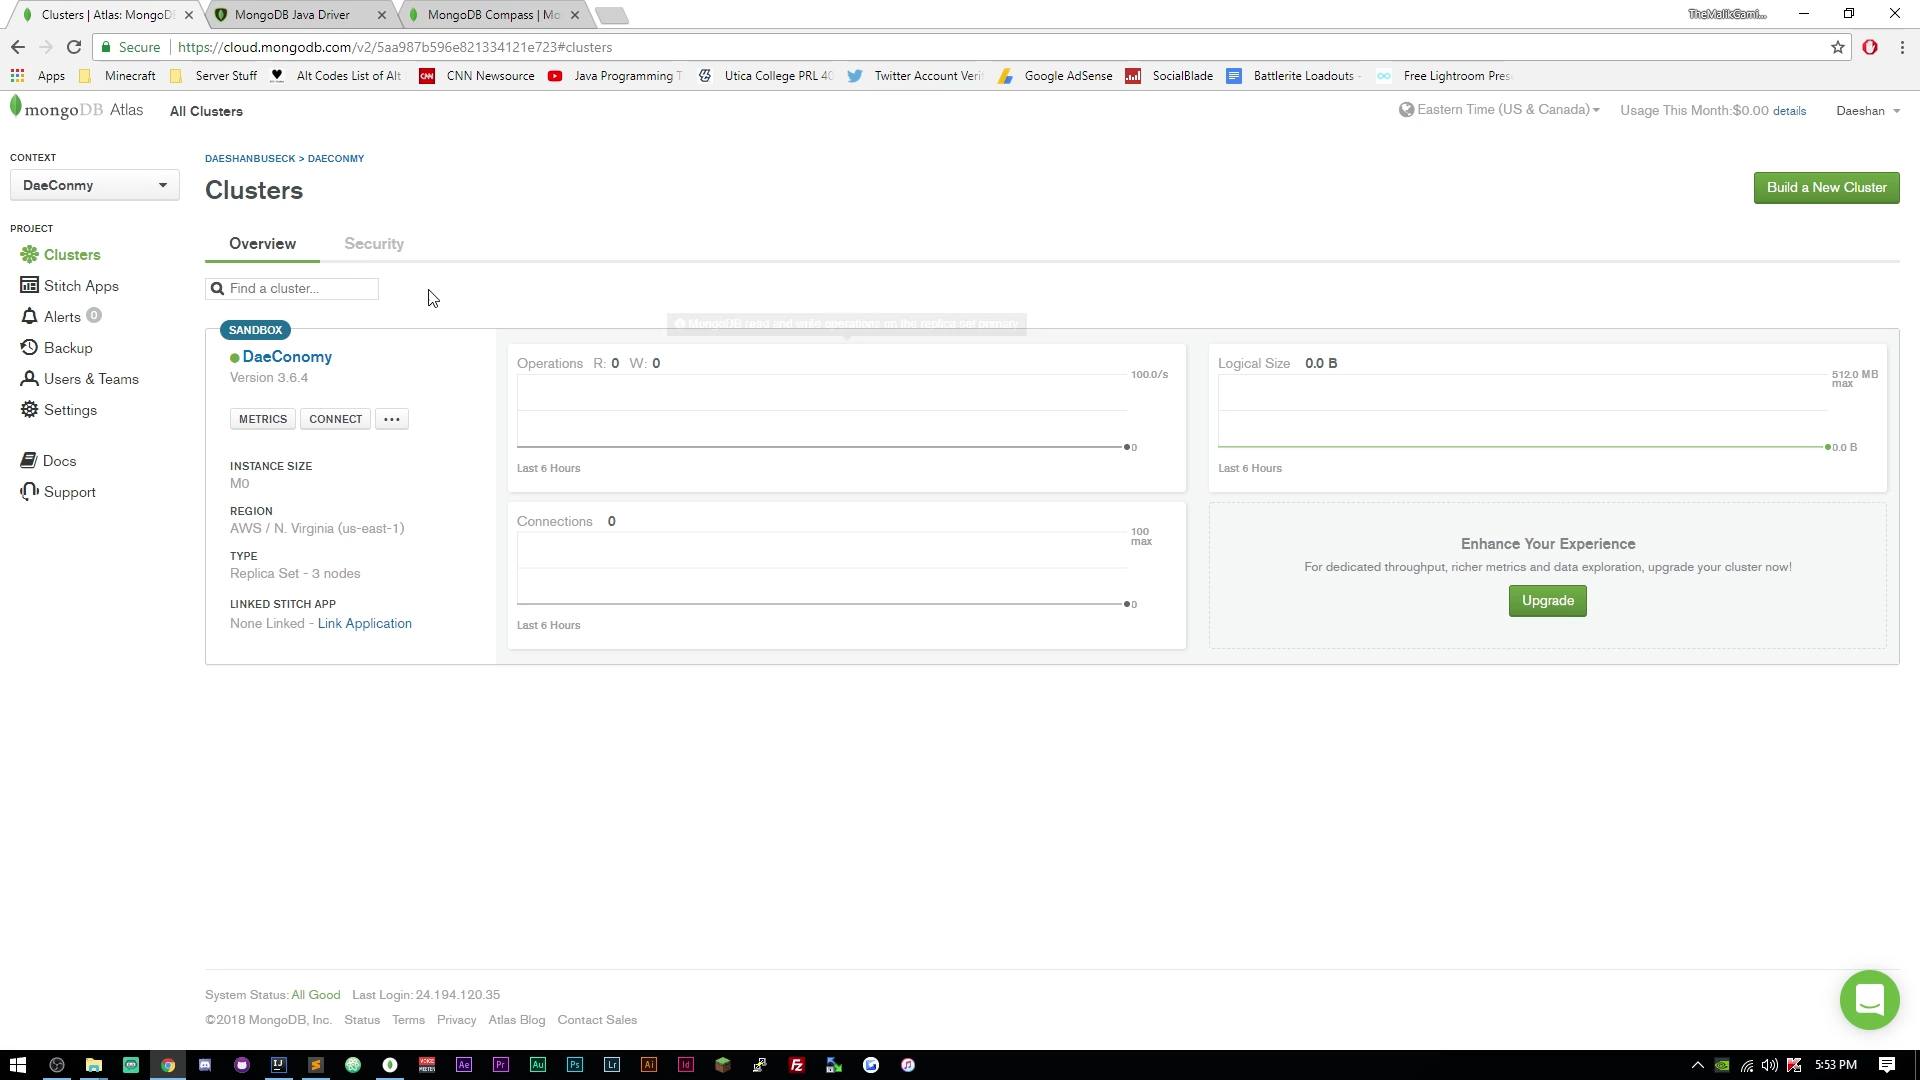 Clusters | Atlas: MongoD
MongoDB Java Driver
MongoDB Compass | Mo
TheMalikGami...
Secure
https://cloud.mongodb.com/v2/5aa987b596e821334121e723#clusters
Apps
Minecraft
Server Stuff
Alt Codes List of Alt
CNN Newsource
Java Programming T
Utica College PRL 40
Twitter Account Veri
Google AdSense
SocialBlade
Battlerite Loadouts -
Free Lightroom Pres
mongoDB Atlas
All Clusters
Eastern Time (US & Canada)
Usage This Month:$0.00 details
Daeshan
CONTEXT
DaeConmy
PROJECT
Clusters
Stitch Apps
Alerts 0
Backup
Users & Teams
Settings
Docs
Support
DAESHANBUSECK > DAECONMY
Clusters
Build a New Cluster
Overview
Security
Find a cluster...
MongoDB read and write operations on the replica set primary
SANDBOX
DaeConomy
Version 3.6.4
METRICS
CONNECT
...
INSTANCE SIZE
M0
REGION
AWS / N. Virginia (us-east-1)
TYPE
Replica Set - 3 nodes
LINKED STITCH APP
None Linked - Link Application
Operations R: 0 W: 0
100.0/s
0
Last 6 Hours
Logical Size 0.0 B
512.0 MB
max
0.0 B
Last 6 Hours
Connections 0
100
max
0
Last 6 Hours
Enhance Your Experience
For dedicated throughput, richer metrics and data exploration, upgrade your cluster now!
Upgrade
System Status: All Good Last Login: 24.194.120.35
©2018 MongoDB, Inc. Status Terms Privacy Atlas Blog Contact Sales
5:53 PM